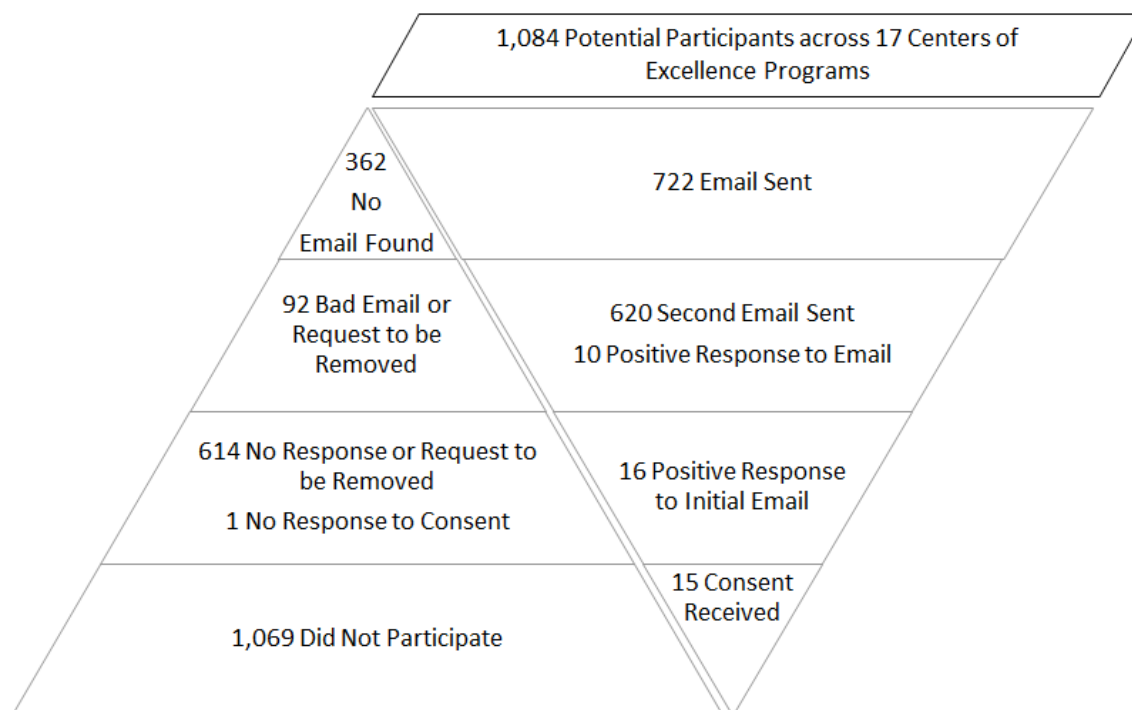 1,084 Potential Participants across 17 Centers of
Excellence Programs
362
No
Email Found
722 Email Sent
92 Bad Email or
Request to be
Removed
620 Second Email Sent
10 Positive Response to Email
614 No Response or Request to
be Removed
1 No Response to Consent
16 Positive Response
to Initial Email
1,069 Did Not Participate
15 Consent
Received